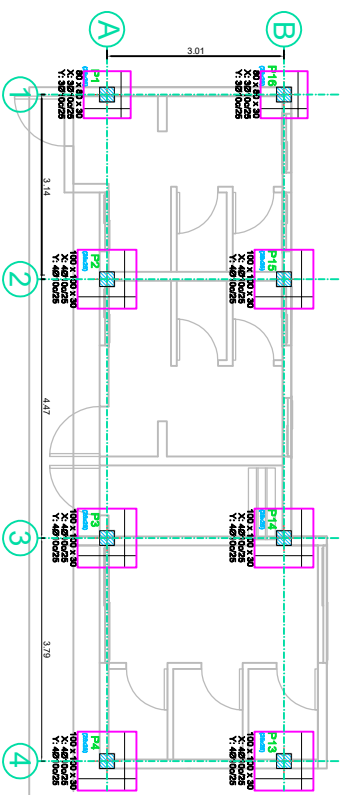 A
B
3.01
P1
80 x 80 x 30
X: 3Ø10c/25
Y: 3Ø10c/25
P16
80 x 80 x 30
X: 3Ø10c/25
Y: 3Ø10c/25
1
3.14
P2
100 x 100 x 30
X: 4Ø10c/25
Y: 4Ø10c/25
P15
100 x 100 x 30
X: 4Ø10c/25
Y: 4Ø10c/25
2
4.47
P3
100 x 100 x 30
X: 4Ø10c/25
Y: 4Ø10c/25
P14
100 x 100 x 30
X: 4Ø10c/25
Y: 4Ø10c/25
3
3.79
P4
100 x 100 x 30
X: 4Ø10c/25
Y: 4Ø10c/25
P13
100 x 100 x 30
X: 4Ø10c/25
Y: 4Ø10c/25
4